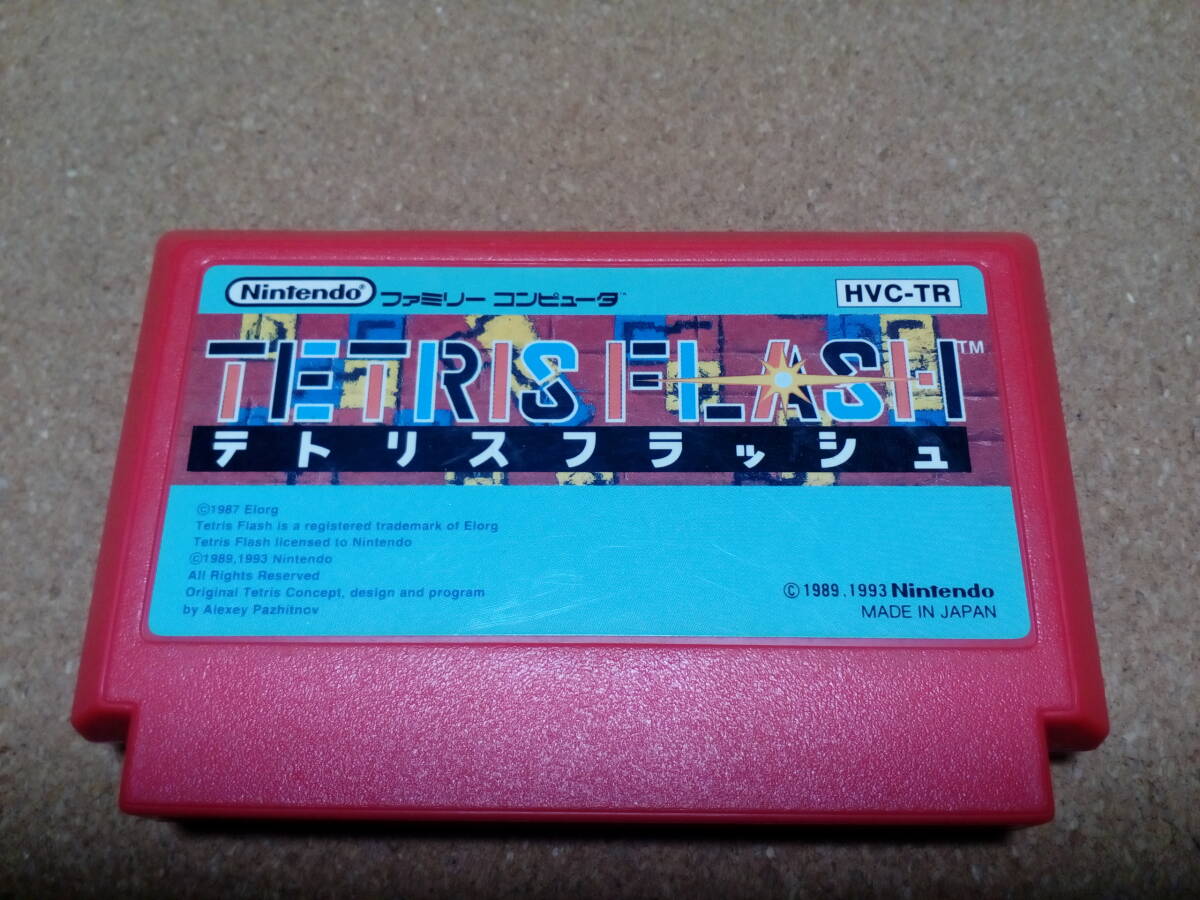 Nintendo® ファミリー コンピュータ™
HVC-TR
TETRIS FLASH™
テトリスフラッシュ
©1987 Elorg
Tetris Flash is a registered trademark of Elorg
Tetris Flash licensed to Nintendo
©1989,1993 Nintendo
All Rights Reserved
Original Tetris Concept, design and program
by Alexey Pazhitnov
©1989,1993 Nintendo
MADE IN JAPAN